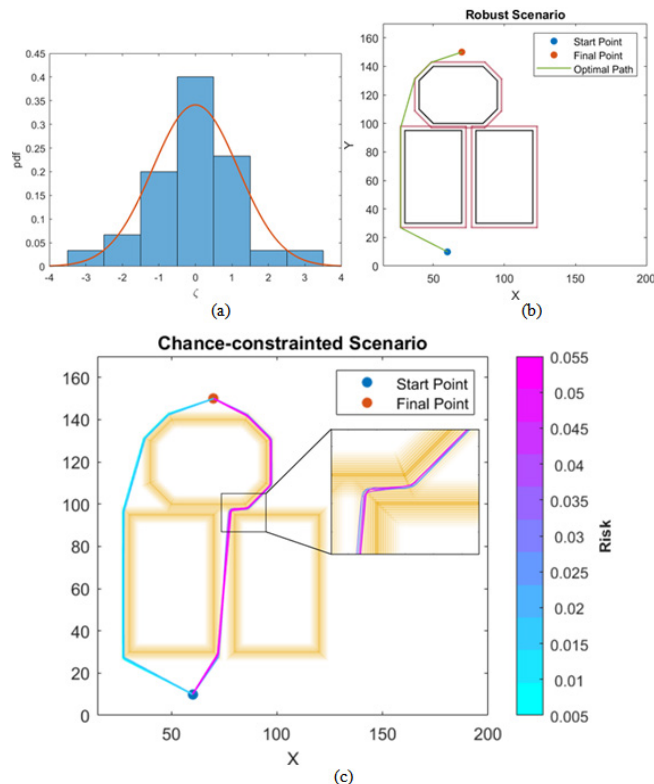 0.45
0.4
0.35
0.3
0.25
0.2
0.15
0.1
0.05
0
pdf
-4 -3 -2 -1 0 1 2 3 4
ζ
(a)
Robust Scenario
Start Point
Final Point
Optimal Path
160
140
120
100
80
60
40
20
0
Y
50 100 150 200
X
(b)
Chance-constrainted Scenario
Start Point
Final Point
160
140
120
100
80
60
40
20
0
50 100 150 200
X
0.055
0.05
0.04
0.035
0.03
0.02
0.015
0.01
0.005
Risk
(c)